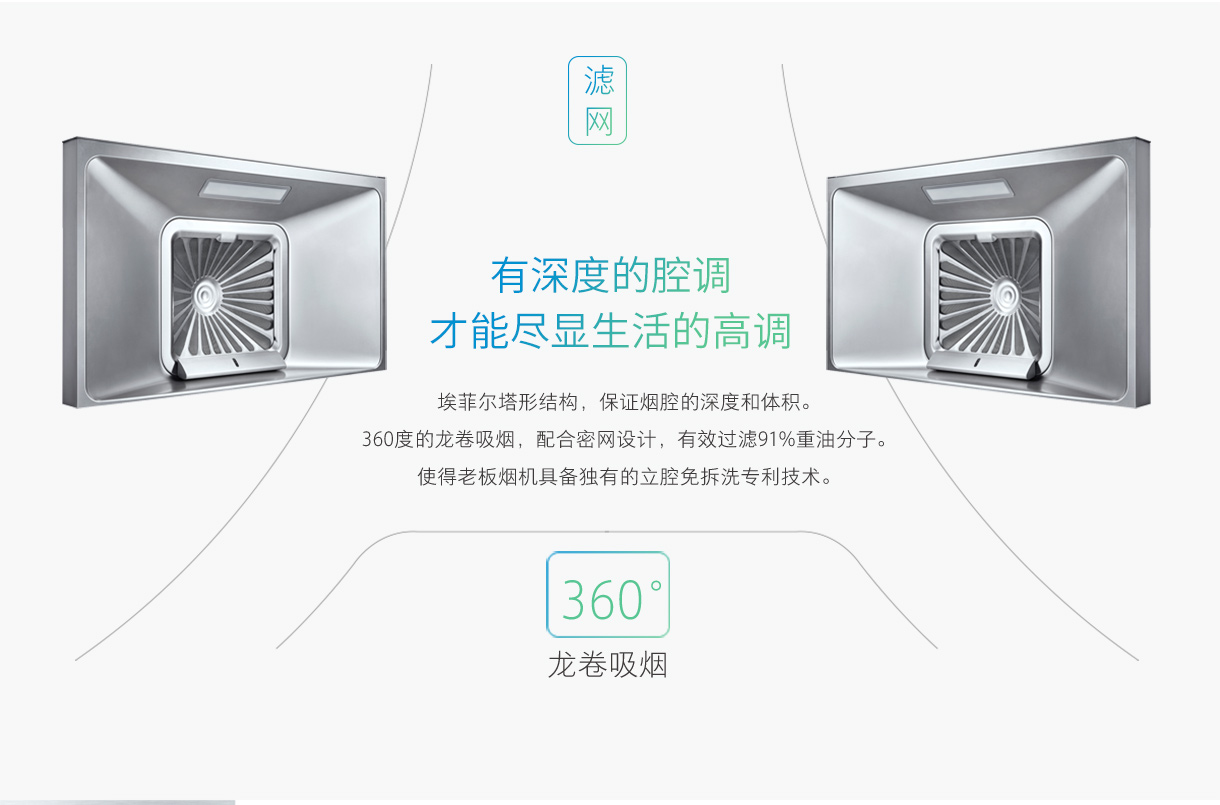 滤
网
有深度的腔调
才能尽显生活的高调
埃菲尔塔形结构，保证烟腔的深度和体积。
360度的龙卷吸烟，配合密网设计，有效过滤91%重油分子。
使得老板烟机具备独有的立腔免拆洗专利技术。
360°
龙卷吸烟